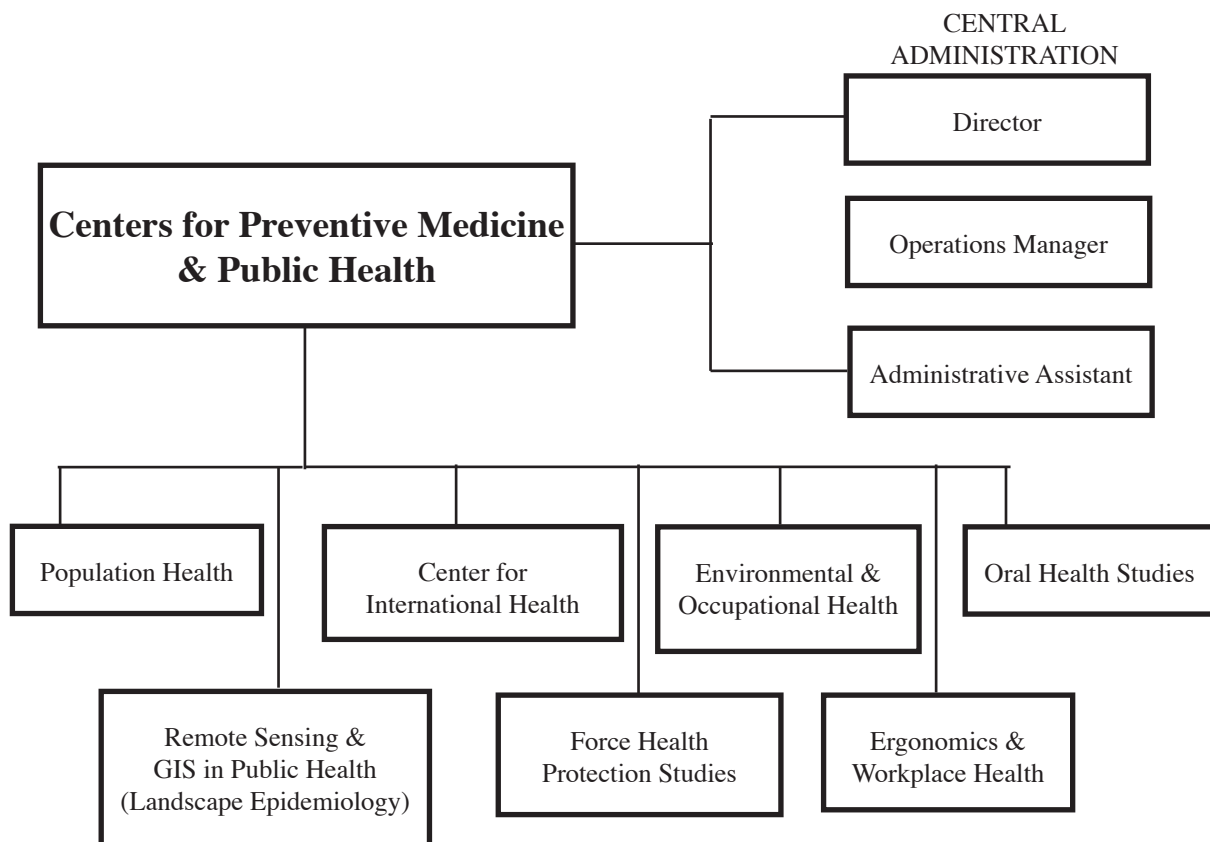 CENTRAL
ADMINISTRATION
Director
Centers for Preventive Medicine
& Public Health
Operations Manager
Administrative Assistant
Population Health
Center for
International Health
Environmental &
Occupational Health
Oral Health Studies
Remote Sensing &
GIS in Public Health
(Landscape Epidemiology)
Force Health
Protection Studies
Ergonomics &
Workplace Health